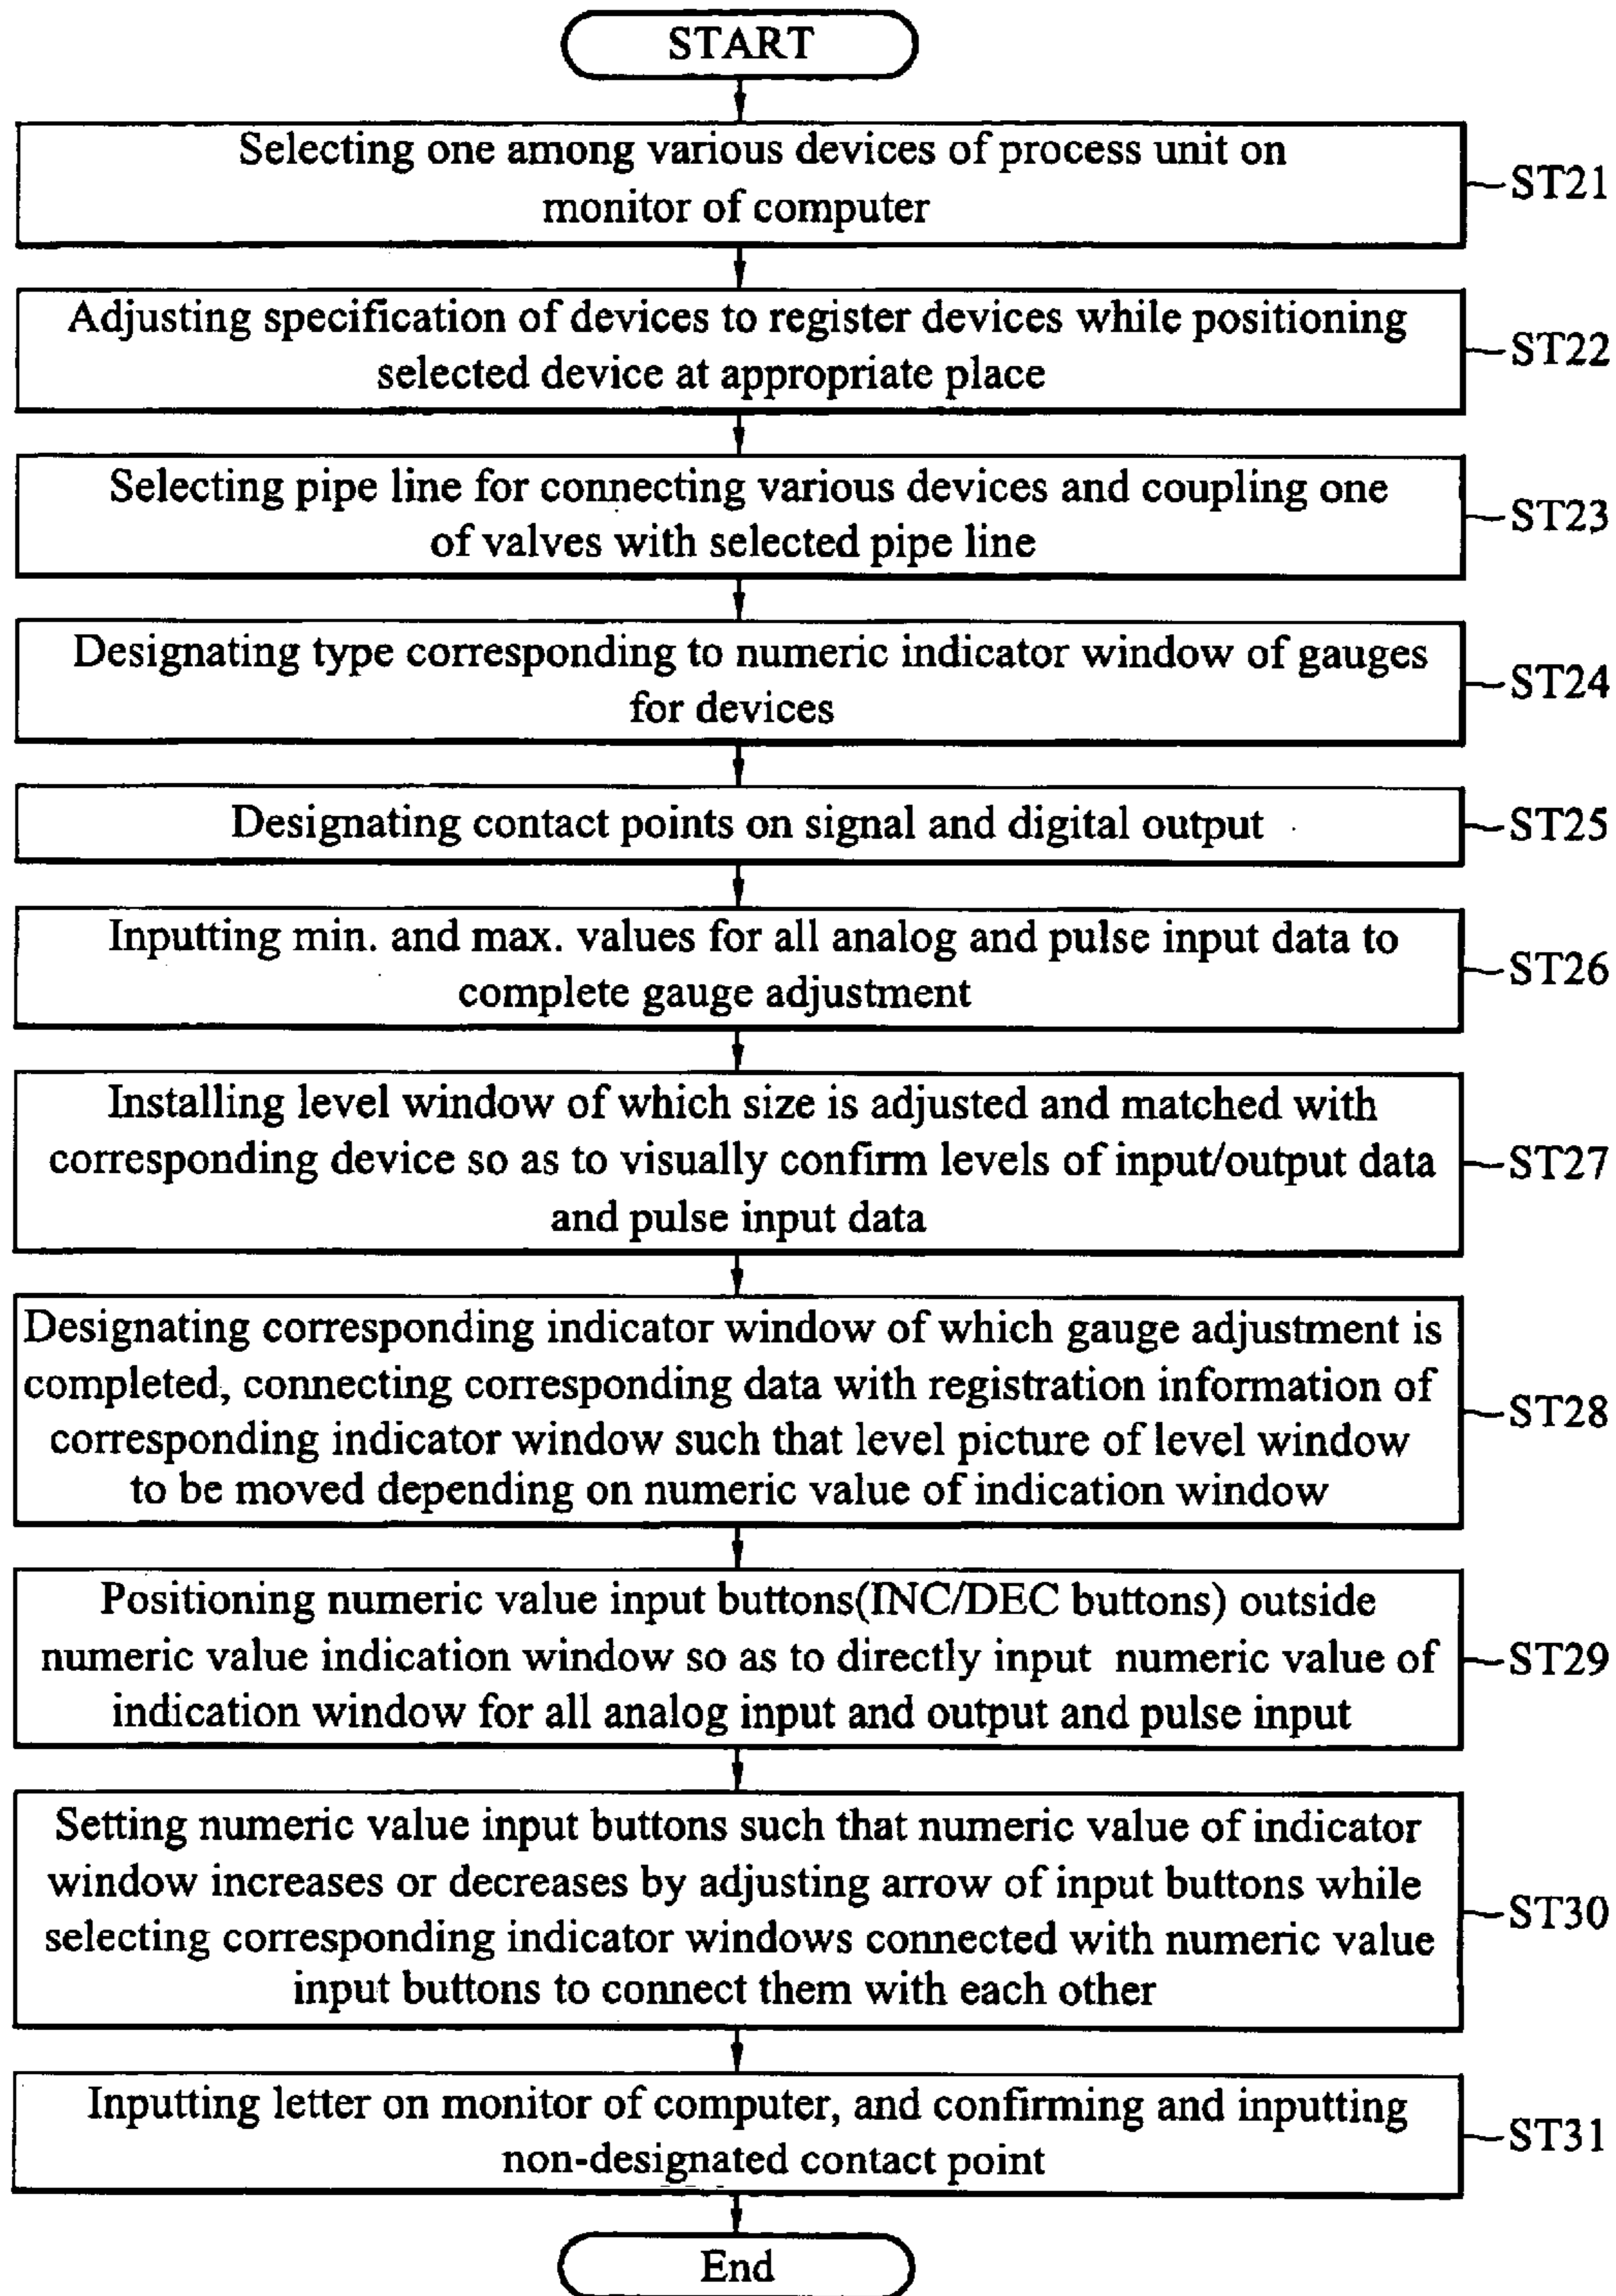 START
Selecting one among various devices of process unit on
monitor of computer
ST21
Adjusting specification of devices to register devices while positioning
selected device at appropriate place
ST22
Selecting pipe line for connecting various devices and coupling one
of valves with selected pipe line
ST23
Designating type corresponding to numeric indicator window of gauges
for devices
ST24
Designating contact points on signal and digital output
ST25
Inputting min. and max. values for all analog and pulse input data to
complete gauge adjustment
ST26
Installing level window of which size is adjusted and matched with
corresponding device so as to visually confirm levels of input/output data
and pulse input data
ST27
Designating corresponding indicator window of which gauge adjustment is
completed, connecting corresponding data with registration information of
corresponding indicator window such that level picture of level window
to be moved depending on numeric value of indication window
ST28
Positioning numeric value input buttons(INC/DEC buttons) outside
numeric value indication window so as to directly input numeric value of
indication window for all analog input and output and pulse input
ST29
Setting numeric value input buttons such that numeric value of indicator
window increases or decreases by adjusting arrow of input buttons while
selecting corresponding indicator windows connected with numeric value
input buttons to connect them with each other
ST30
Inputting letter on monitor of computer, and confirming and inputting
non-designated contact point
ST31
End